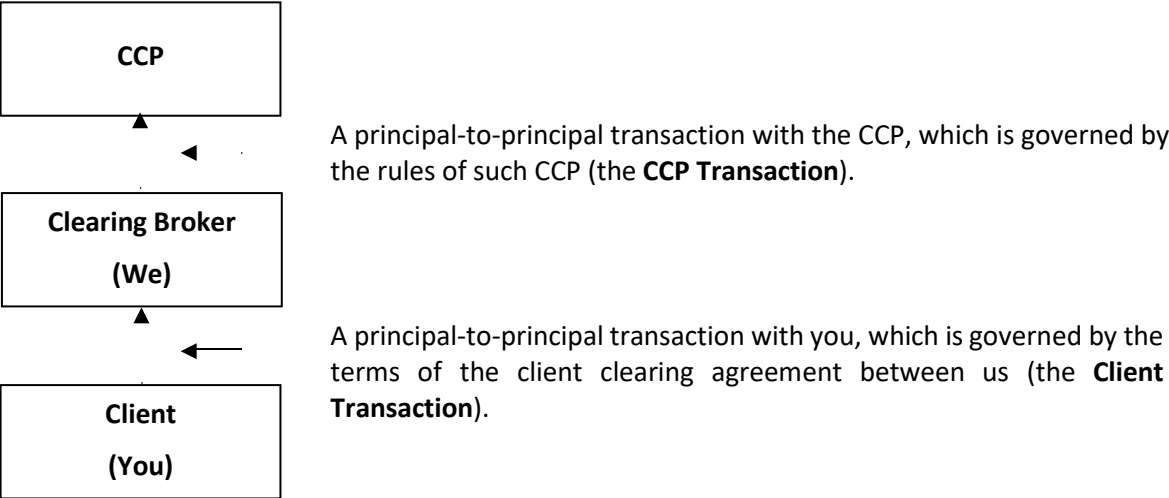 CCP
A principal-to-principal transaction with the CCP, which is governed by
the rules of such CCP (the CCP Transaction).
Clearing Broker
(We)
A principal-to-principal transaction with you, which is governed by the
terms of the client clearing agreement between us (the Client
Transaction).
Client
(You)